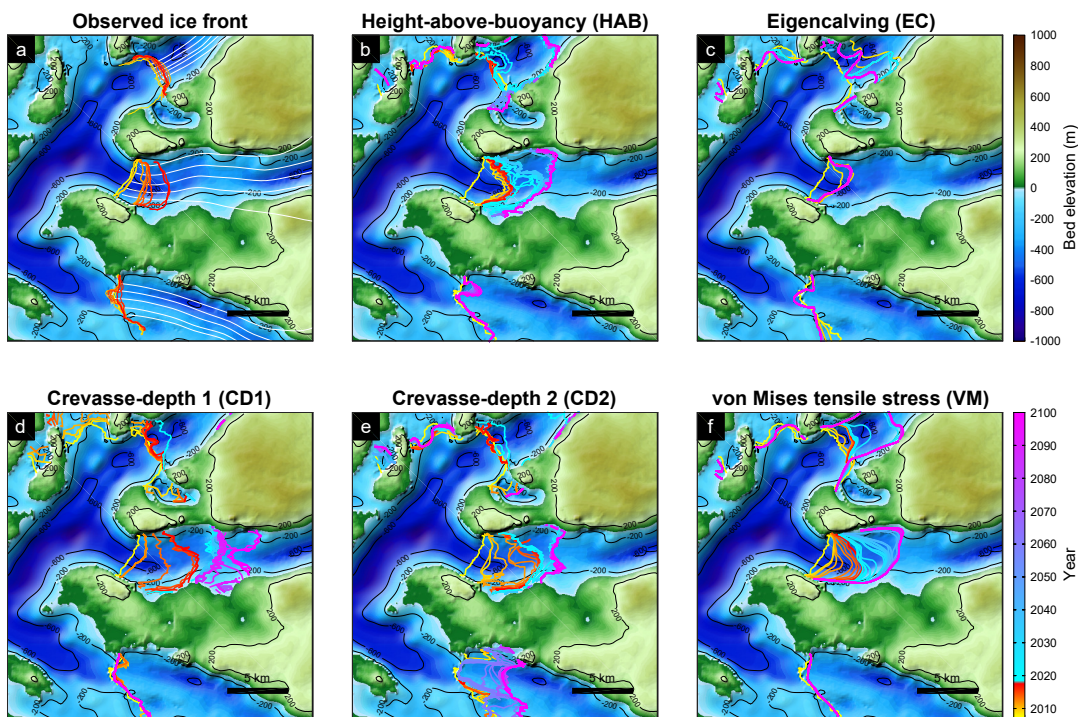 Observed ice front
Height-above-buoyancy (HAB)
Eigencalving (EC)
a
b
c
5 km
5 km
5 km
1000
800
600
400
200
0
-200
-400
-600
-800
-1000
Bed elevation (m)
Crevasse-depth 1 (CD1)
Crevasse-depth 2 (CD2)
von Mises tensile stress (VM)
d
e
f
5 km
5 km
5 km
2100
2090
2080
2070
2060
2050
2040
2030
2020
2010
Year